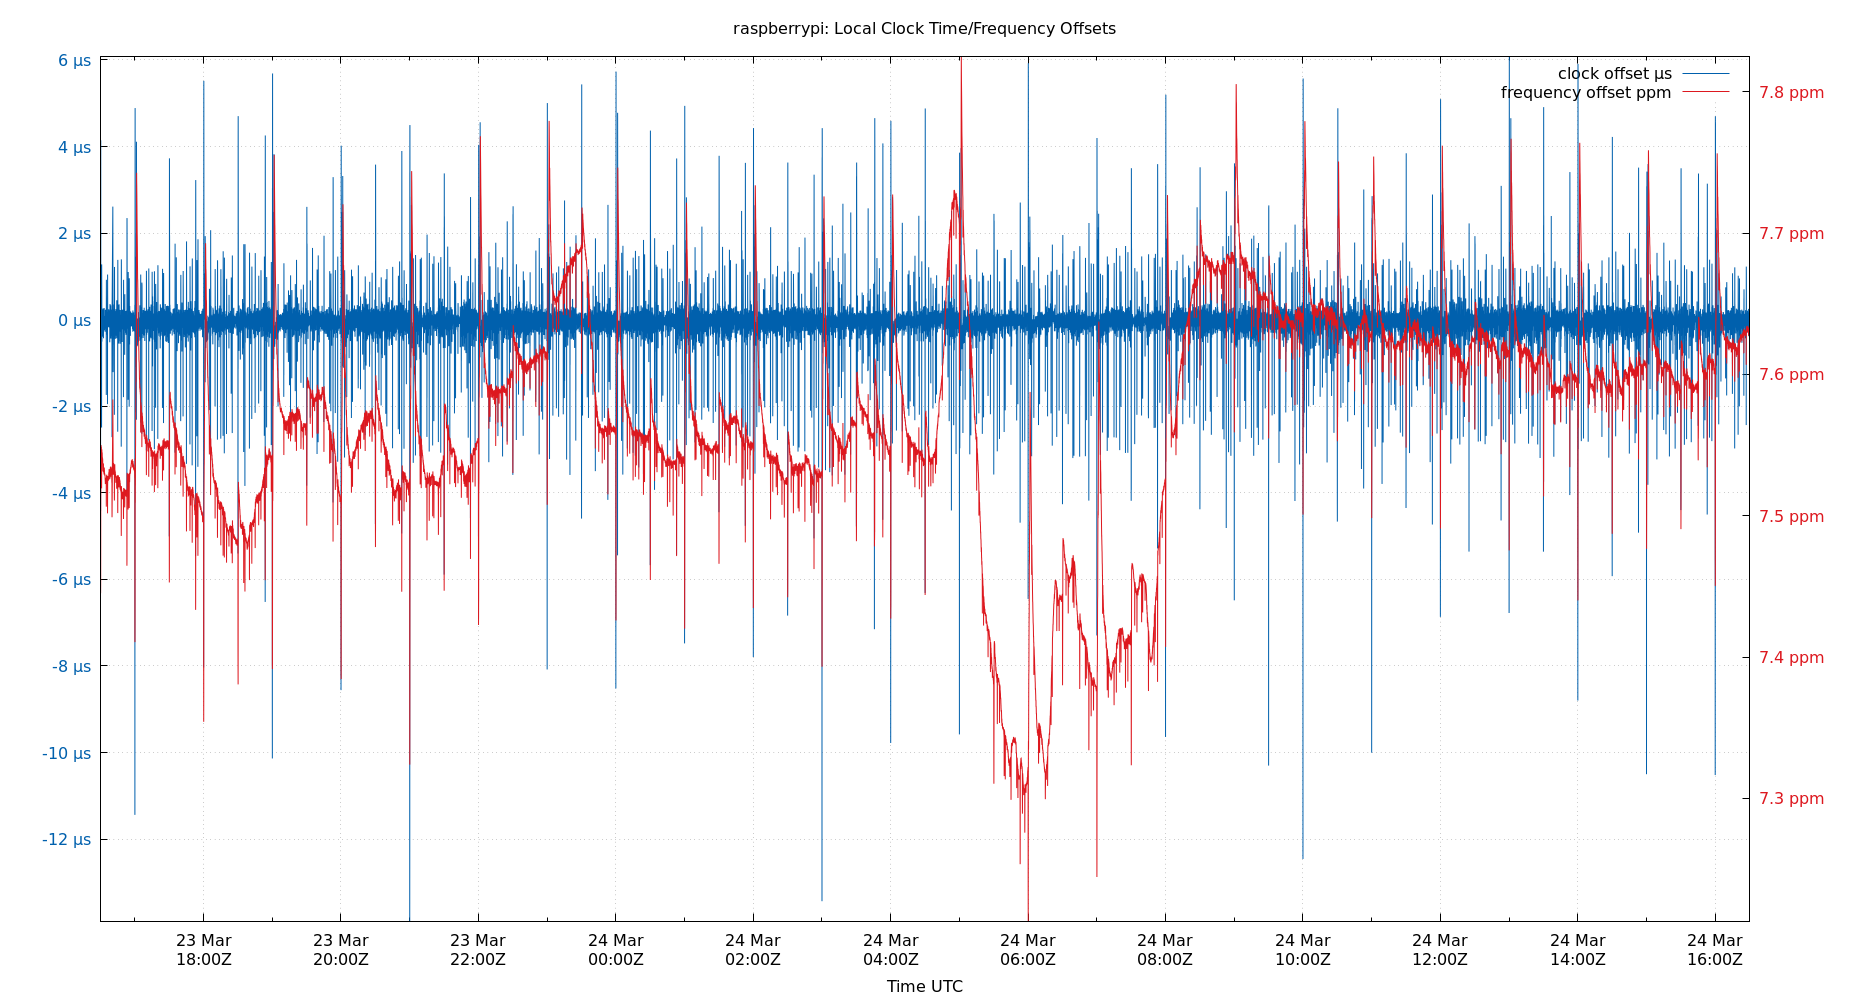 raspberrypi: Local Clock Time/Frequency Offsets
clock offset µs
frequency offset ppm
6 µs
4 µs
2 µs
0 µs
-2 µs
-4 µs
-6 µs
-8 µs
-10 µs
-12 µs
7.8 ppm
7.7 ppm
7.6 ppm
7.5 ppm
7.4 ppm
7.3 ppm
23 Mar
18:00Z
23 Mar
20:00Z
23 Mar
22:00Z
24 Mar
00:00Z
24 Mar
02:00Z
24 Mar
04:00Z
24 Mar
06:00Z
24 Mar
08:00Z
24 Mar
10:00Z
24 Mar
12:00Z
24 Mar
14:00Z
24 Mar
16:00Z
Time UTC